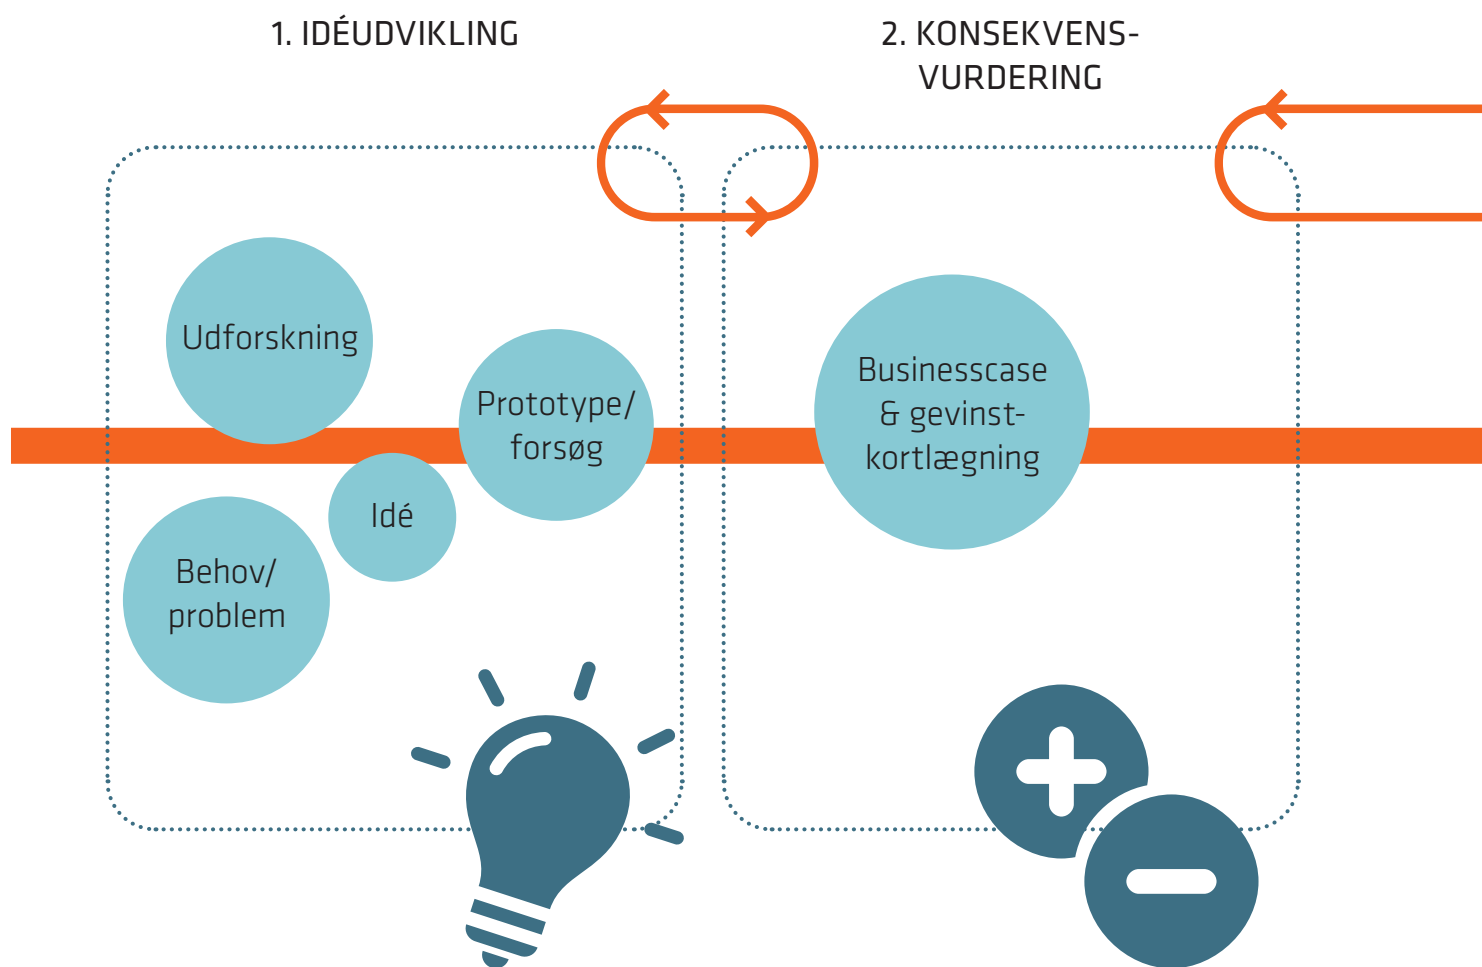 1. IDÉUDVIKLING
Udforskning
Prototype/
forsøg
Idé
Behov/
problem
2. KONSEKVENS-
VURDERING
Businesscase
& gevinst-
kortlægning